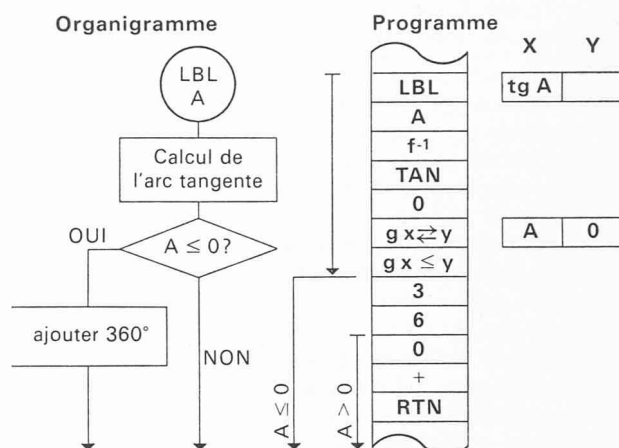 Organigramme
LBL
A
Calcul de
l'arc tangente
OUI
A ≤ 0?
ajouter 360°
NON
A ≤ 0
A > 0
Programme
LBL
A
f-1
TAN
0
g x⇄y
g x ≤ y
3
6
0
+
RTN
X Y
tg A
A 0